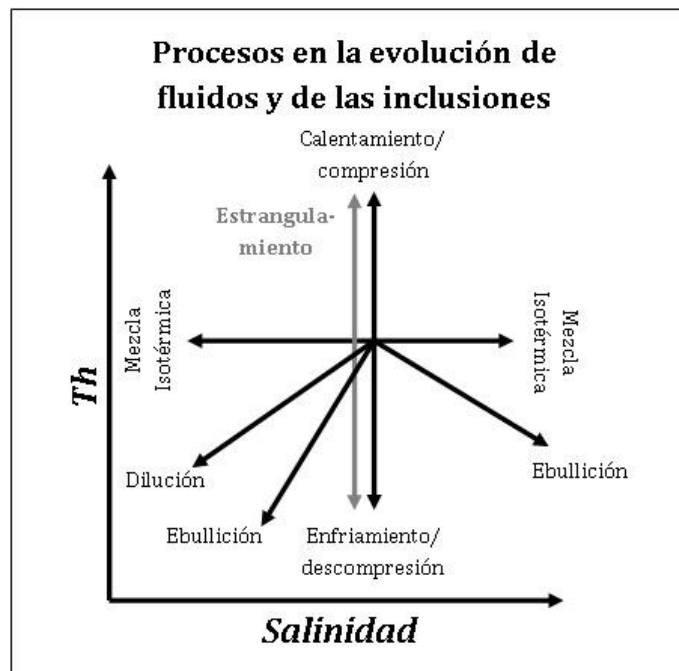 Procesos en la evolución de
fluidos y de las inclusiones
Calentamiento/
compresión
Estrangula-
miento
Mezcla
Isotérmica
Mezcla
Isotérmica
Th
Dilución
Ebullición
Ebullición
Enfriamiento/
descompresión
Salinidad